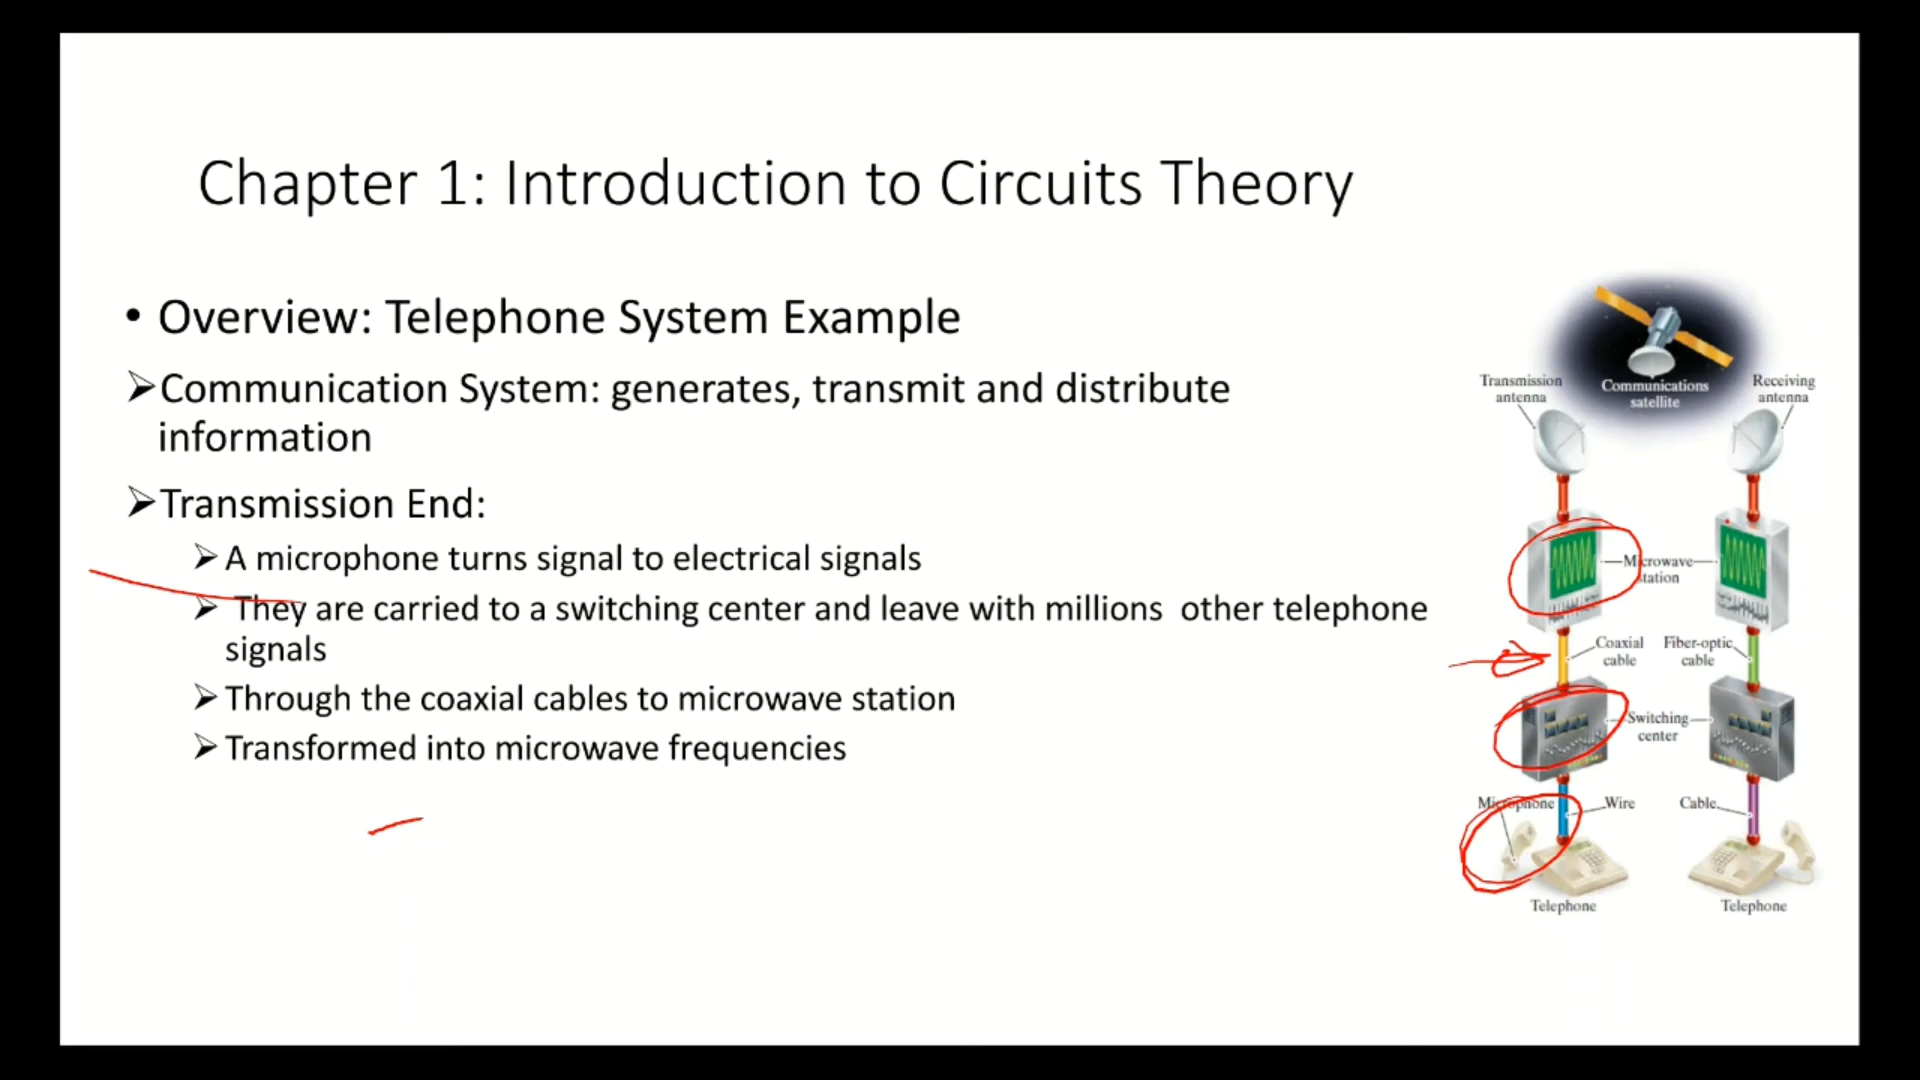 Chapter 1: Introduction to Circuits Theory
• Overview: Telephone System Example
➢Communication System: generates, transmit and distribute
information
➢Transmission End:
➢A microphone turns signal to electrical signals
➢ They are carried to a switching center and leave with millions  other telephone
signals
➢Through the coaxial cables to microwave station
➢Transformed into microwave frequencies
Transmission
antenna
Communications
satellite
Receiving
antenna
Microwave
station
Coaxial
cable
Fiber-optic
cable
Switching
center
Microphone
Wire
Cable
Telephone
Telephone